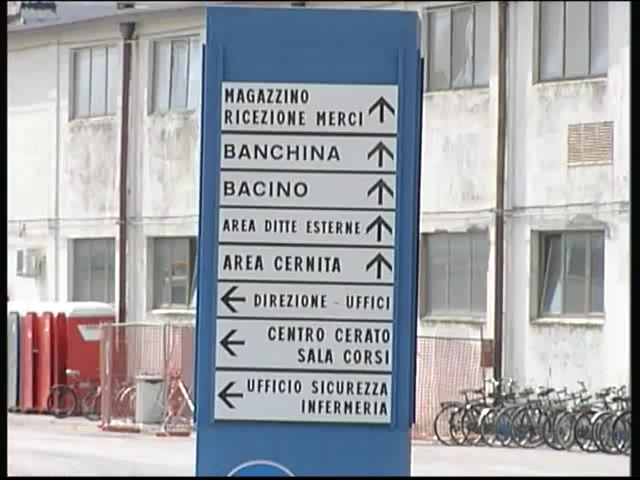 MAGAZZINO
RICEZIONE MERCI
BANCHINA
BACINO
AREA DITTE ESTERNE
AREA CERNITA
DIREZIONE - UFFICI
CENTRO CERATO
SALA CORSI
UFFICIO SICUREZZA
INFERMERIA